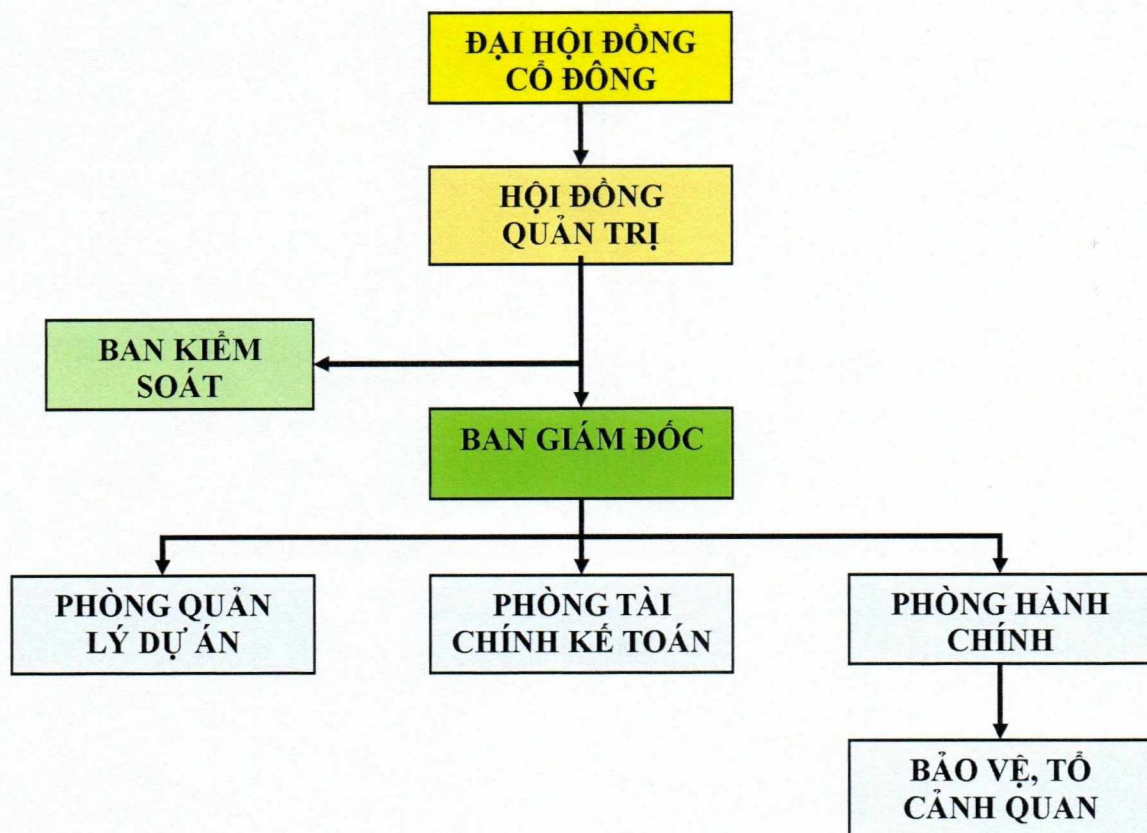 ĐẠI HỘI ĐỒNG
CỔ ĐÔNG
HỘI ĐỒNG
QUẢN TRỊ
BAN KIỂM
SOÁT
BAN GIÁM ĐỐC
PHÒNG QUẢN
LÝ DỰ ÁN
PHÒNG TÀI
CHÍNH KẾ TOÁN
PHÒNG HÀNH
CHÍNH
BẢO VỆ, TỔ
CẢNH QUAN